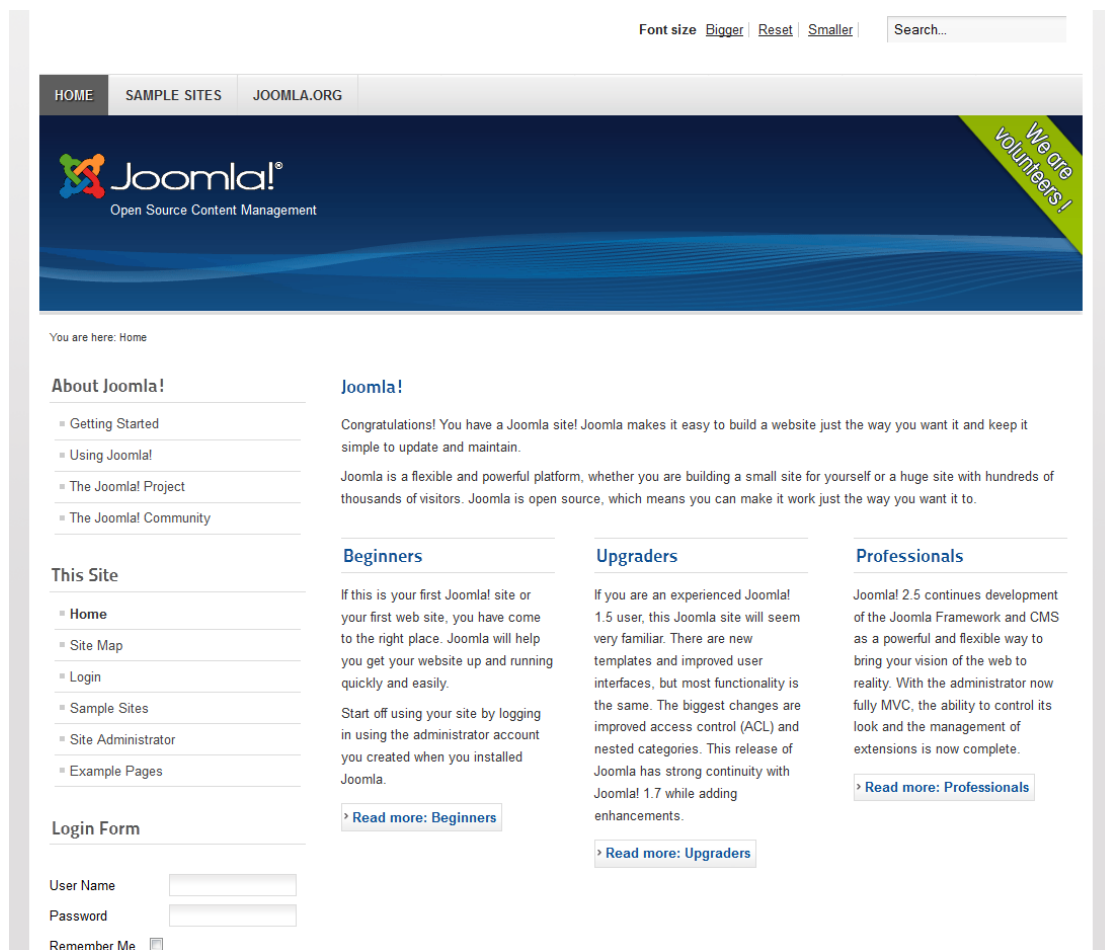 Font size Bigger Reset Smaller Search...
HOME SAMPLE SITES JOOMLA.ORG
We are
volunteers !
Joomla!®
Open Source Content Management
You are here: Home
About Joomla!
Getting Started
Using Joomla!
The Joomla! Project
The Joomla! Community
This Site
Home
Site Map
Login
Sample Sites
Site Administrator
Example Pages
Login Form
User Name
Password
Remember Me
Joomla!
Congratulations! You have a Joomla site! Joomla makes it easy to build a website just the way you want it and keep it
simple to update and maintain.
Joomla is a flexible and powerful platform, whether you are building a small site for yourself or a huge site with hundreds of
thousands of visitors. Joomla is open source, which means you can make it work just the way you want it to.
Beginners
If this is your first Joomla! site or
your first web site, you have come
to the right place. Joomla will help
you get your website up and running
quickly and easily.
Start off using your site by logging
in using the administrator account
you created when you installed
Joomla.
Read more: Beginners
Upgraders
If you are an experienced Joomla!
1.5 user, this Joomla site will seem
very familiar. There are new
templates and improved user
interfaces, but most functionality is
the same. The biggest changes are
improved access control (ACL) and
nested categories. This release of
Joomla has strong continuity with
Joomla! 1.7 while adding
enhancements.
Read more: Upgraders
Professionals
Joomla! 2.5 continues development
of the Joomla Framework and CMS
as a powerful and flexible way to
bring your vision of the web to
reality. With the administrator now
fully MVC, the ability to control its
look and the management of
extensions is now complete.
Read more: Professionals